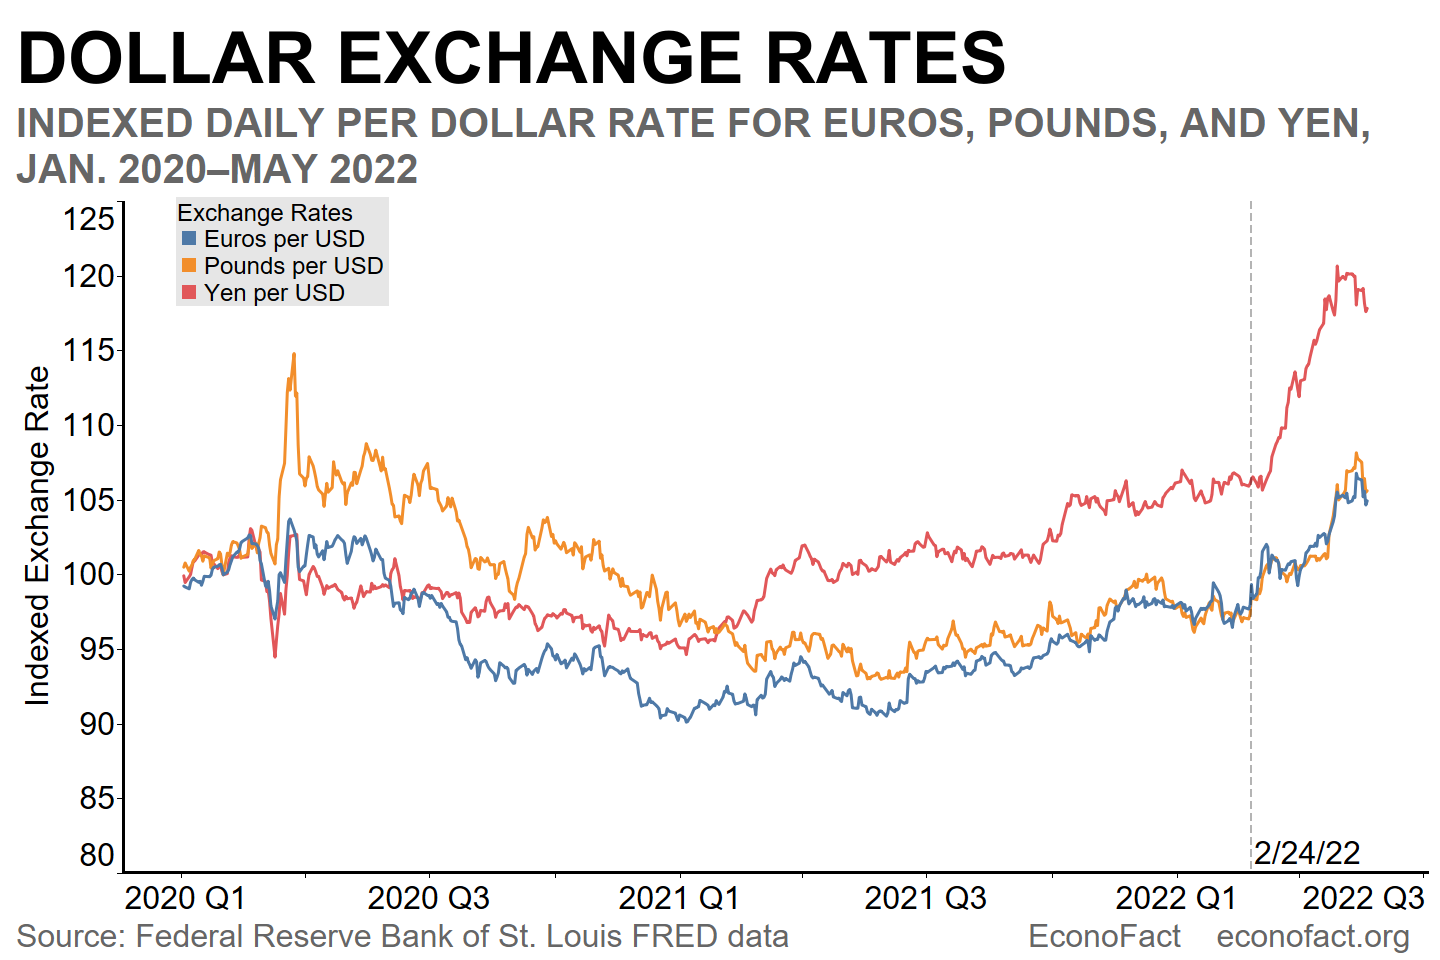 DOLLAR EXCHANGE RATES
INDEXED DAILY PER DOLLAR RATE FOR EUROS, POUNDS, AND YEN,
JAN. 2020–MAY 2022
Exchange Rates
Euros per USD
Pounds per USD
Yen per USD
Indexed Exchange Rate
125
120
115
110
105
100
95
90
85
80
2/24/22
2020 Q1 2020 Q3 2021 Q1 2021 Q3 2022 Q1 2022 Q3
Source: Federal Reserve Bank of St. Louis FRED data EconoFact econofact.org